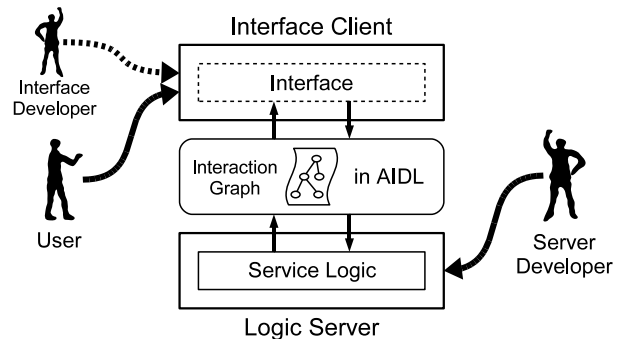 Interface Client
Interface
Developer
Interface
Interaction
Graph
in AIDL
User
Service Logic
Server
Developer
Logic Server